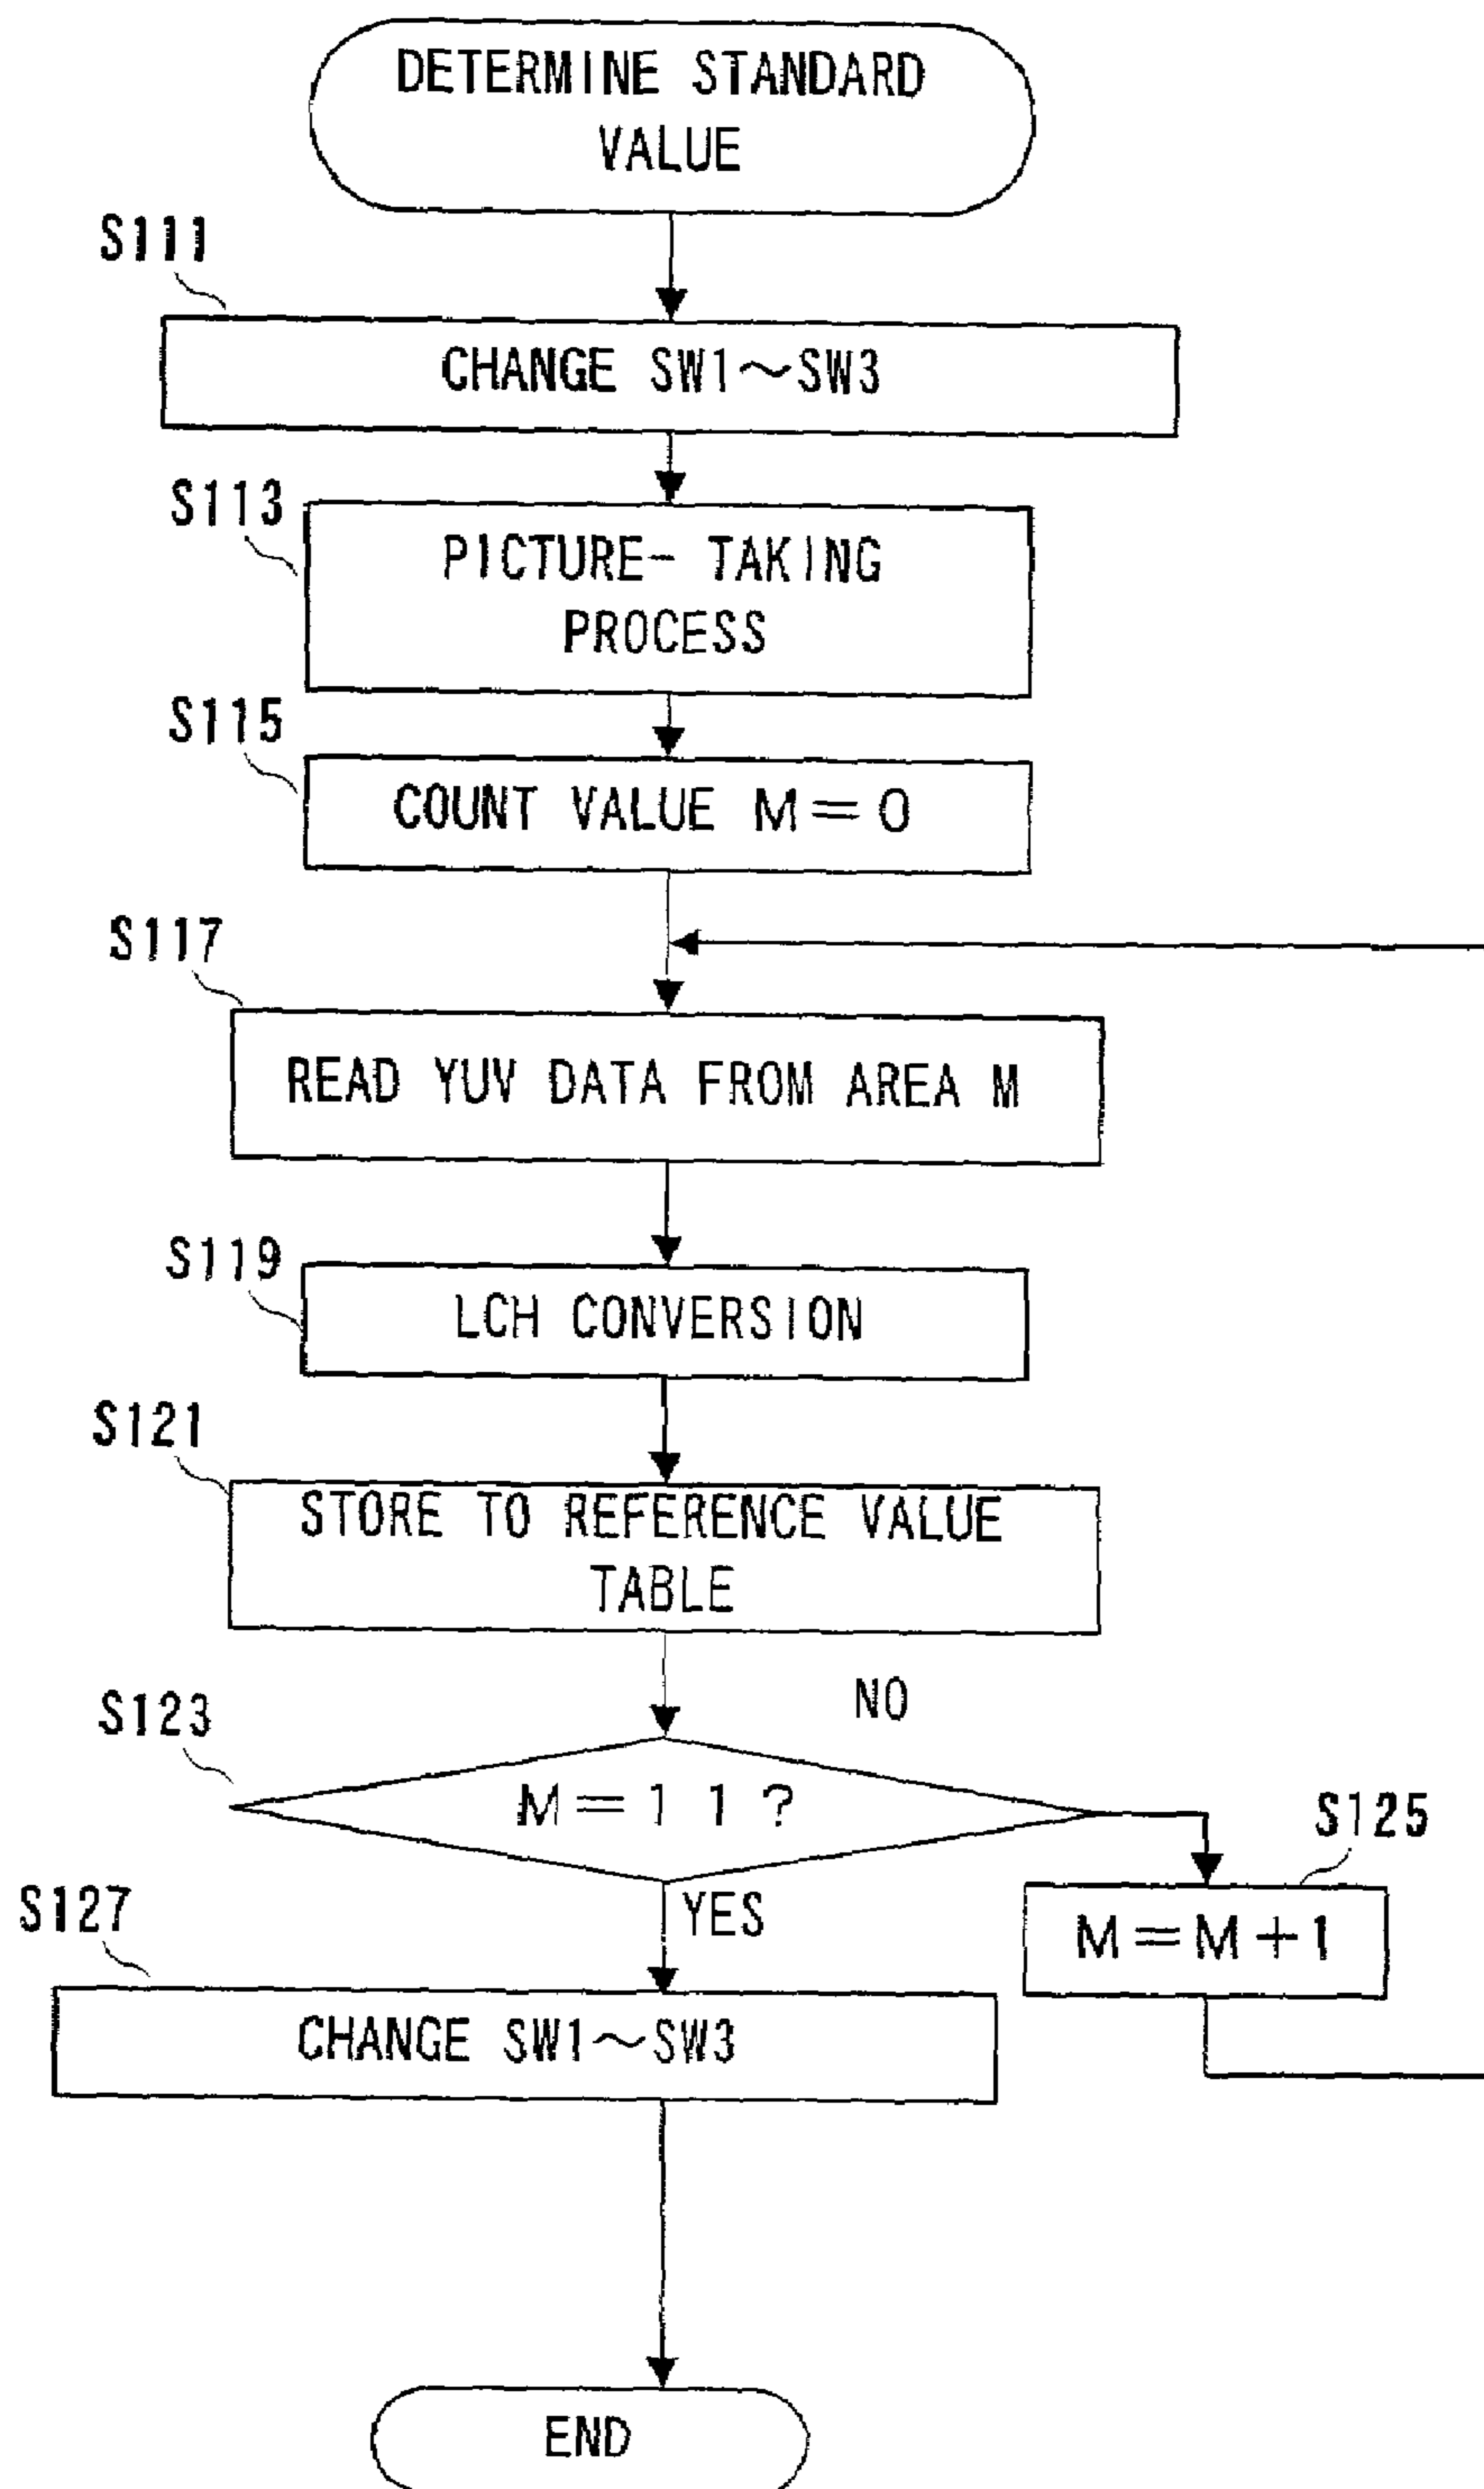 DETERMINE STANDARD
VALUE
S111
CHANGE SW1～SW3
S113
PICTURE- TAKING
PROCESS
S115
COUNT VALUE M=0
S117
READ YUV DATA FROM AREA M
S119
LCH CONVERSION
S121
STORE TO REFERENCE VALUE
TABLE
NO
S123
M=11?
S125
M=M+1
YES
S127
CHANGE SW1～SW3
END